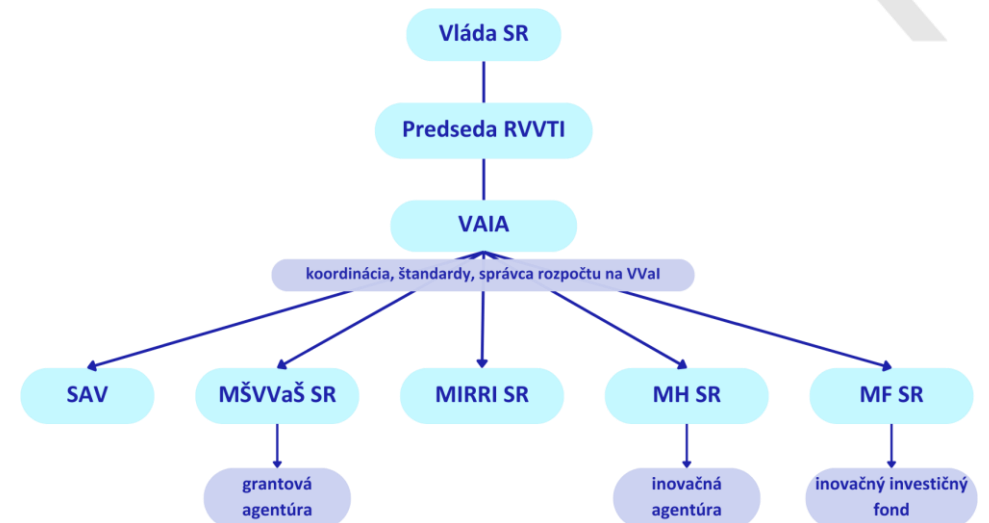 Vláda SR
Predseda RVVTI
VAIA
koordinácia, štandardy, správca rozpočtu na VVaI
SAV
MŠVVaŠ SR
MIRRI SR
MH SR
MF SR
grantová
agentúra
inovačná
agentúra
inovačný investičný
fond